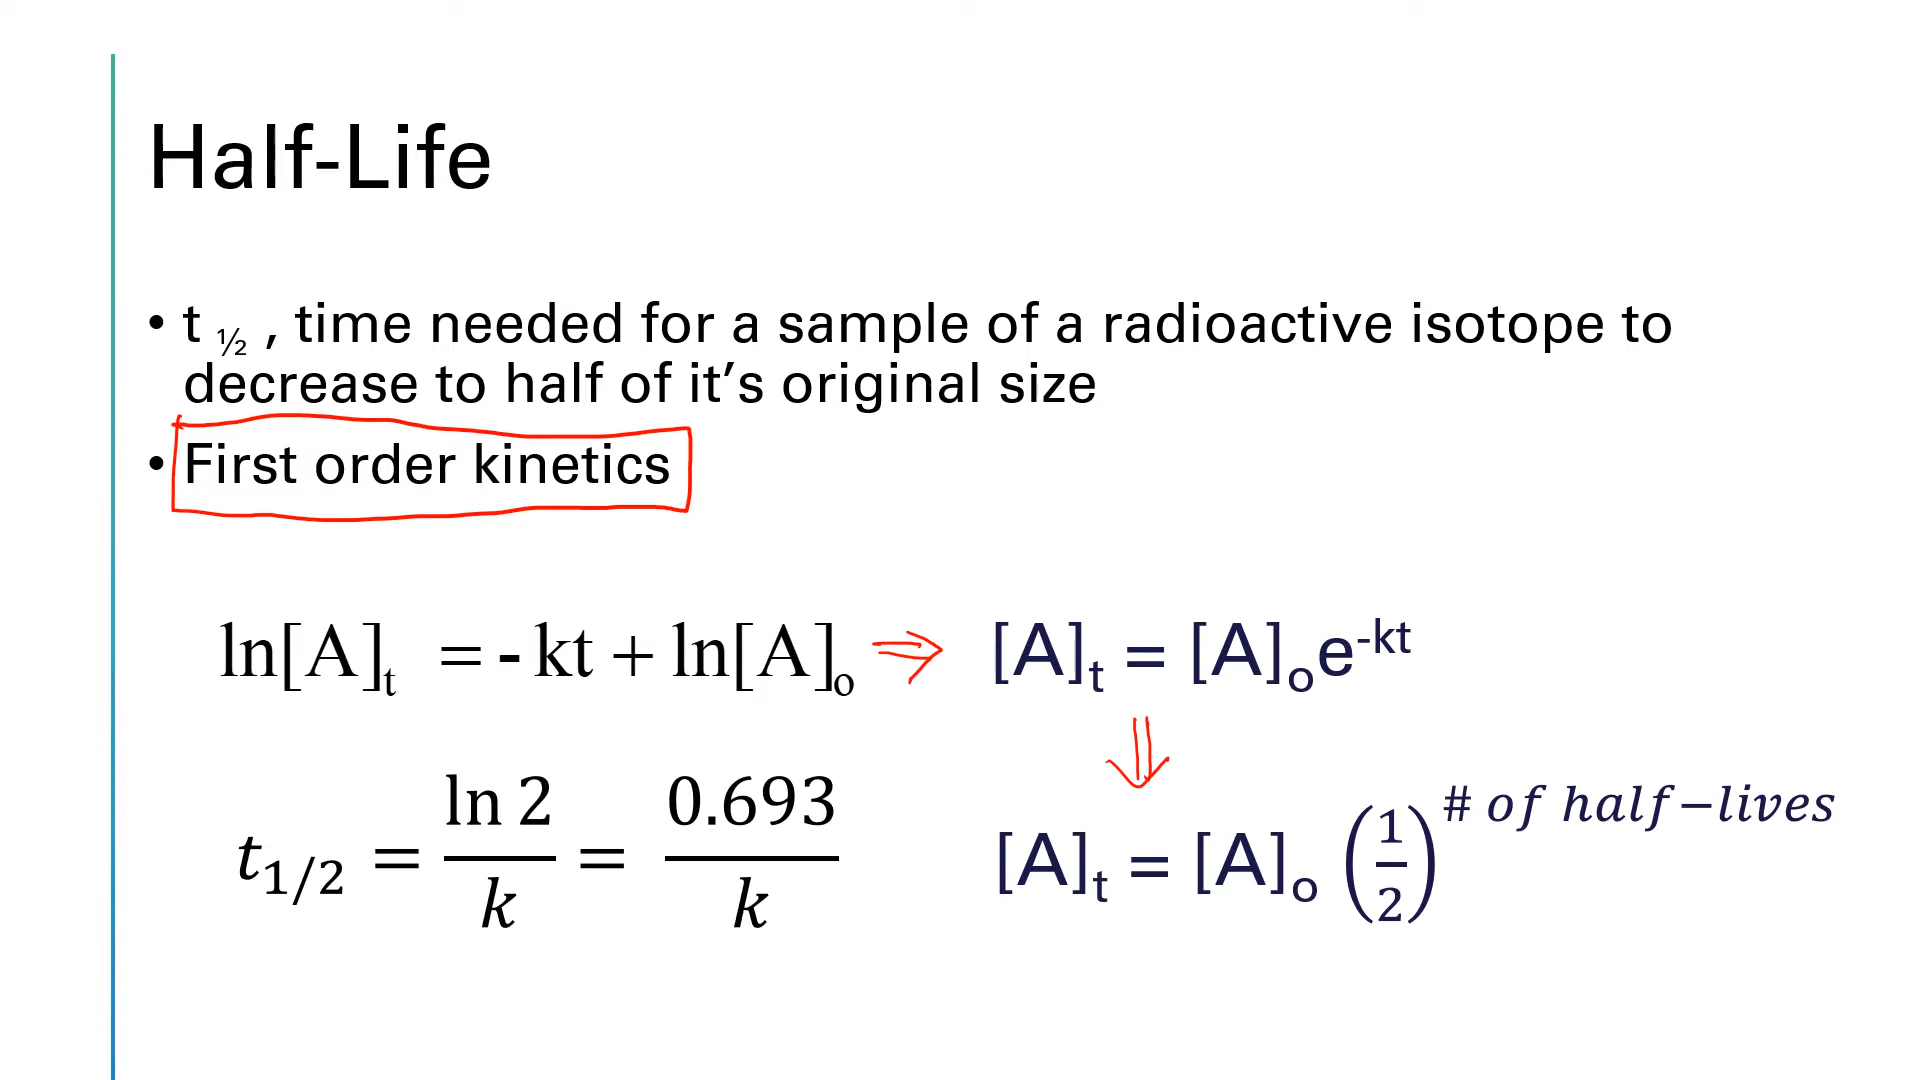 Half-Life
• t ½ , time needed for a sample of a radioactive isotope to
decrease to half of it’s original size
• First order kinetics
ln[A]t = - kt + ln[A]o ⇒ [A]t = [A]oe^-kt
⇓
t1/2 = ln 2/k = 0.693/k
[A]t = [A]o (1/2)^# of half−lives